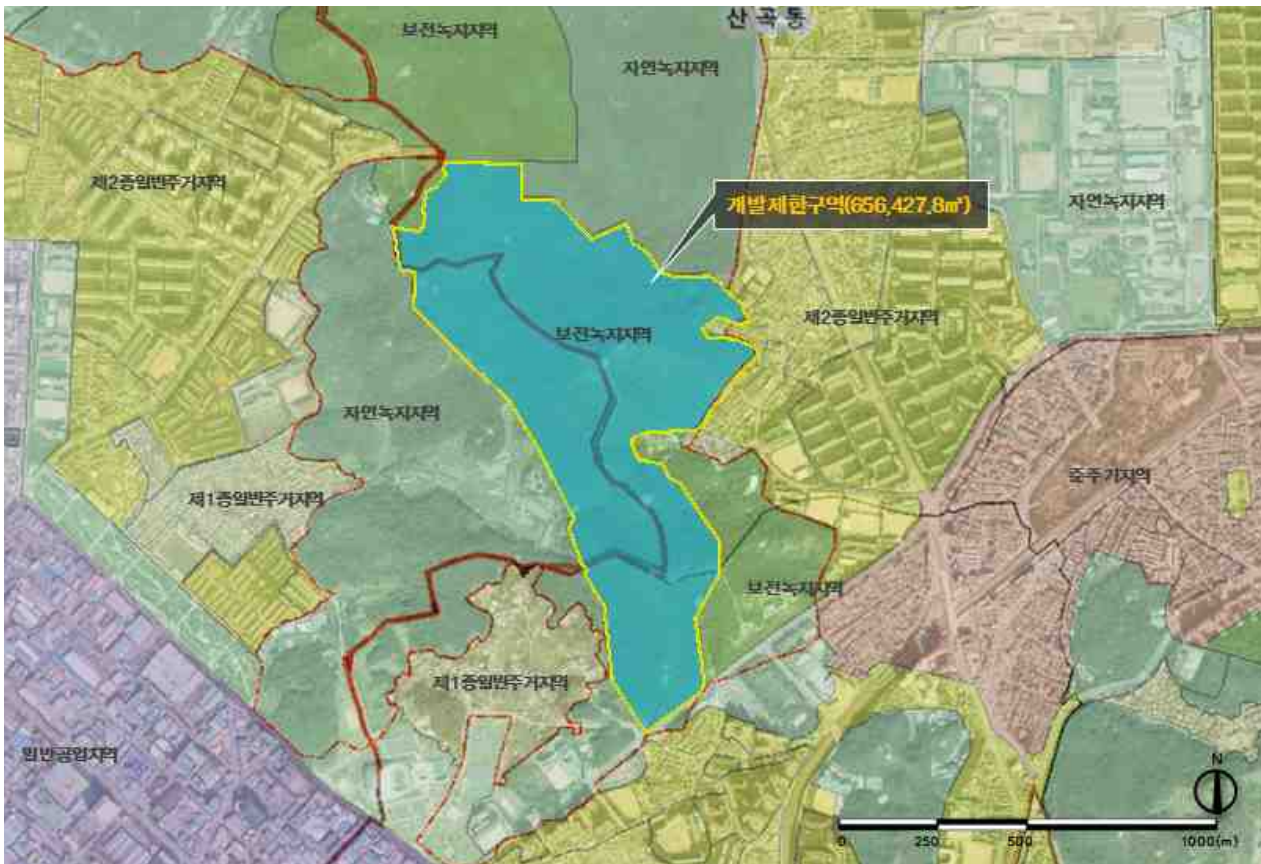 산곡동
보전녹지지역
자연녹지지역
제2종일반주거지역
개발제한구역(656,427.8㎡)
자연녹지지역
제2종일반주거지역
보전녹지지역
자연녹지지역
준주거지역
제1종일반주거지역
보전녹지지역
제1종일반주거지역
일반공업지역
N
0 250 500 1000(m)